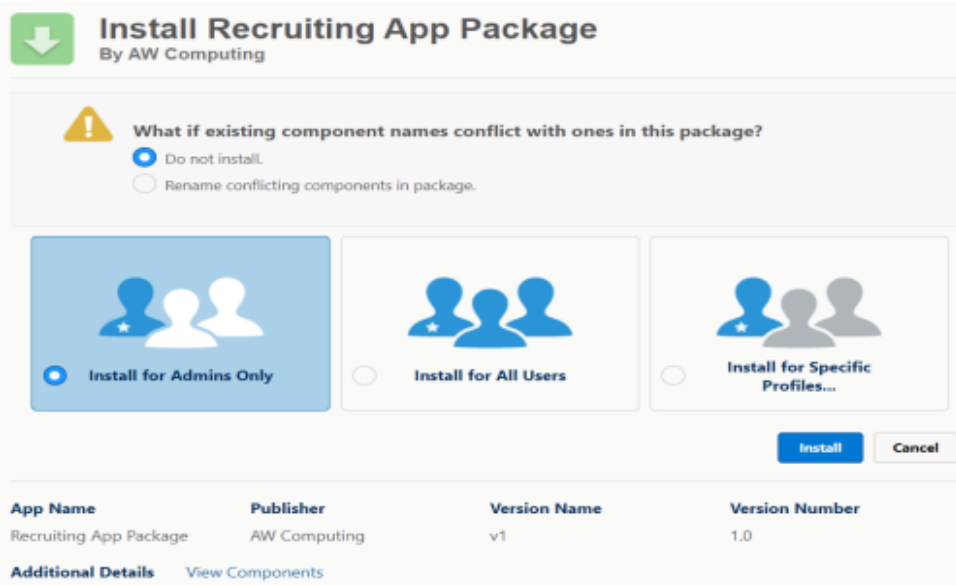 Install Recruiting App Package
By AW Computing
What if existing component names conflict with ones in this package?
Do not install.
Rename conflicting components in package.
Install for Admins Only
Install for All Users
Install for Specific
Profiles...
Install Cancel
App Name Publisher Version Name Version Number
Recruiting App Package AW Computing v1 1.0
Additional Details View Components